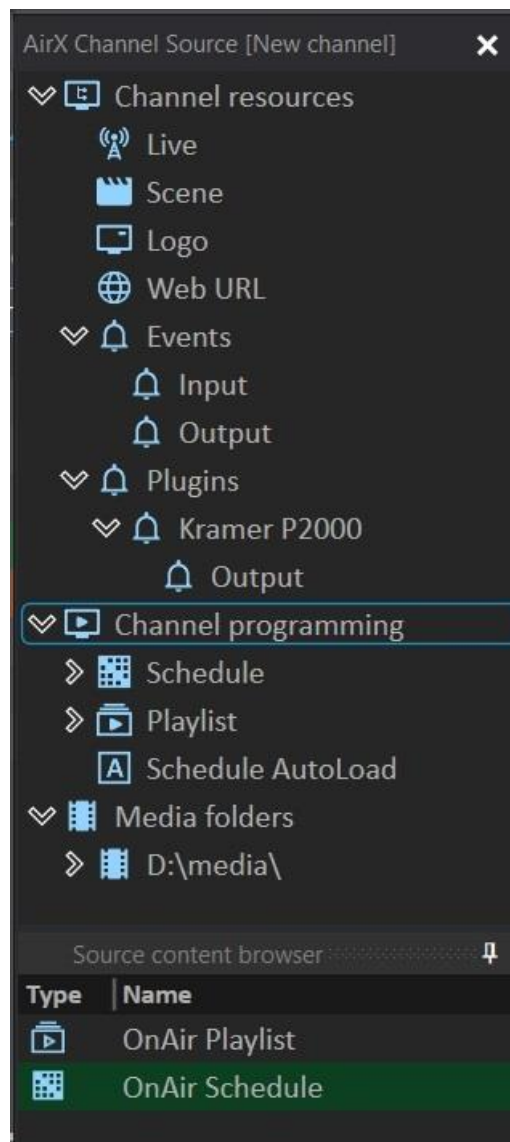 AirX Channel Source [New channel]
Channel resources
Live
Scene
Logo
Web URL
Events
Input
Output
Plugins
Kramer P2000
Output
Channel programming
Schedule
Playlist
A Schedule AutoLoad
Media folders
D:\media\
Source content browser
Type Name
OnAir Playlist
OnAir Schedule